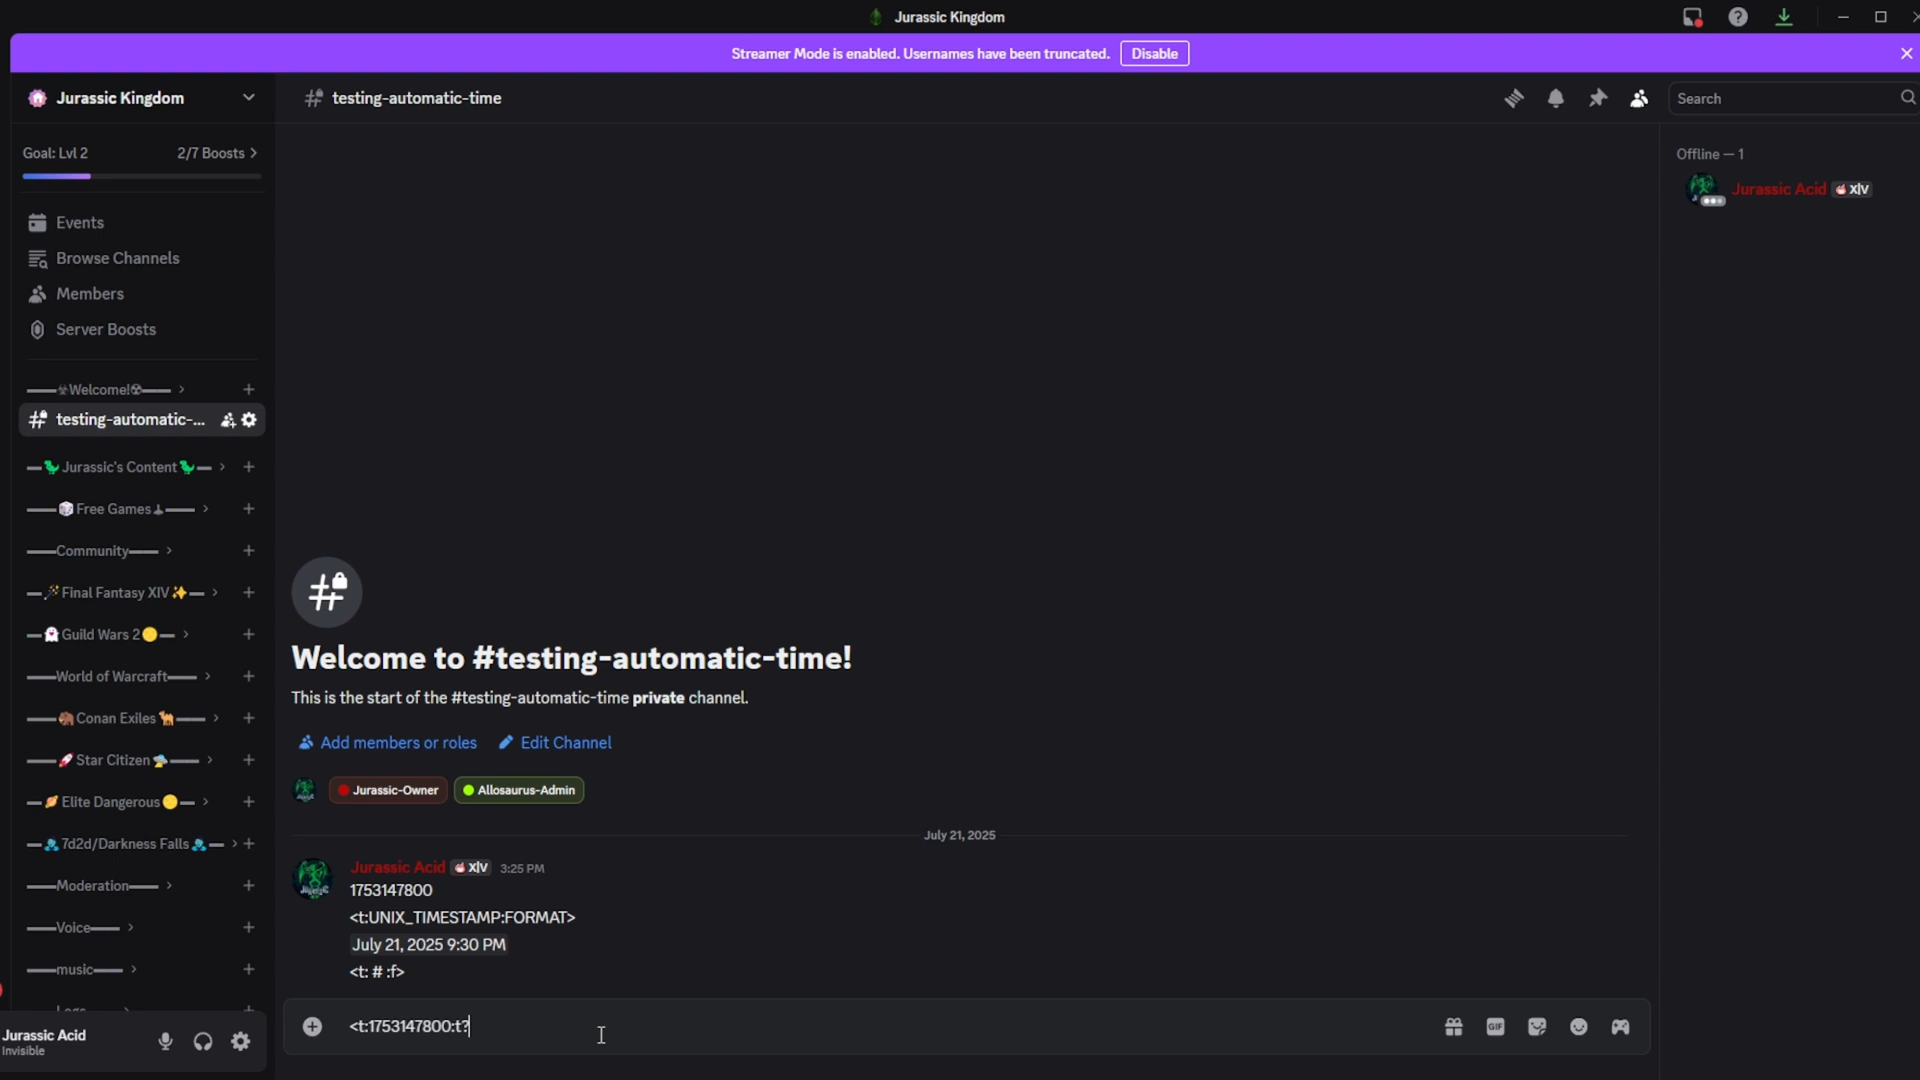 Jurassic Kingdom
Streamer Mode is enabled. Usernames have been truncated. Disable
Jurassic Kingdom
Goal: Lvl 2 2/7 Boosts
Events
Browse Channels
Members
Server Boosts
Welcome!
testing-automatic-...
Jurassic's Content
Free Games
Community
Final Fantasy XIV
Guild Wars 2
World of Warcraft
Conan Exiles
Star Citizen
Elite Dangerous
7d2d/Darkness Falls
Moderation
Voice
music
Jurassic Acid
Invisible
testing-automatic-time
Search
Welcome to #testing-automatic-time!
This is the start of the #testing-automatic-time private channel.
Add members or roles Edit Channel
Jurassic-Owner Allosaurus-Admin
July 21, 2025
Jurassic Acid XIV 3:25 PM
1753147800
<t:UNIX_TIMESTAMP:FORMAT>
July 21, 2025 9:30 PM
<t: # :f>
<t:1753147800:t?
GIF
Offline — 1
Jurassic Acid XIV